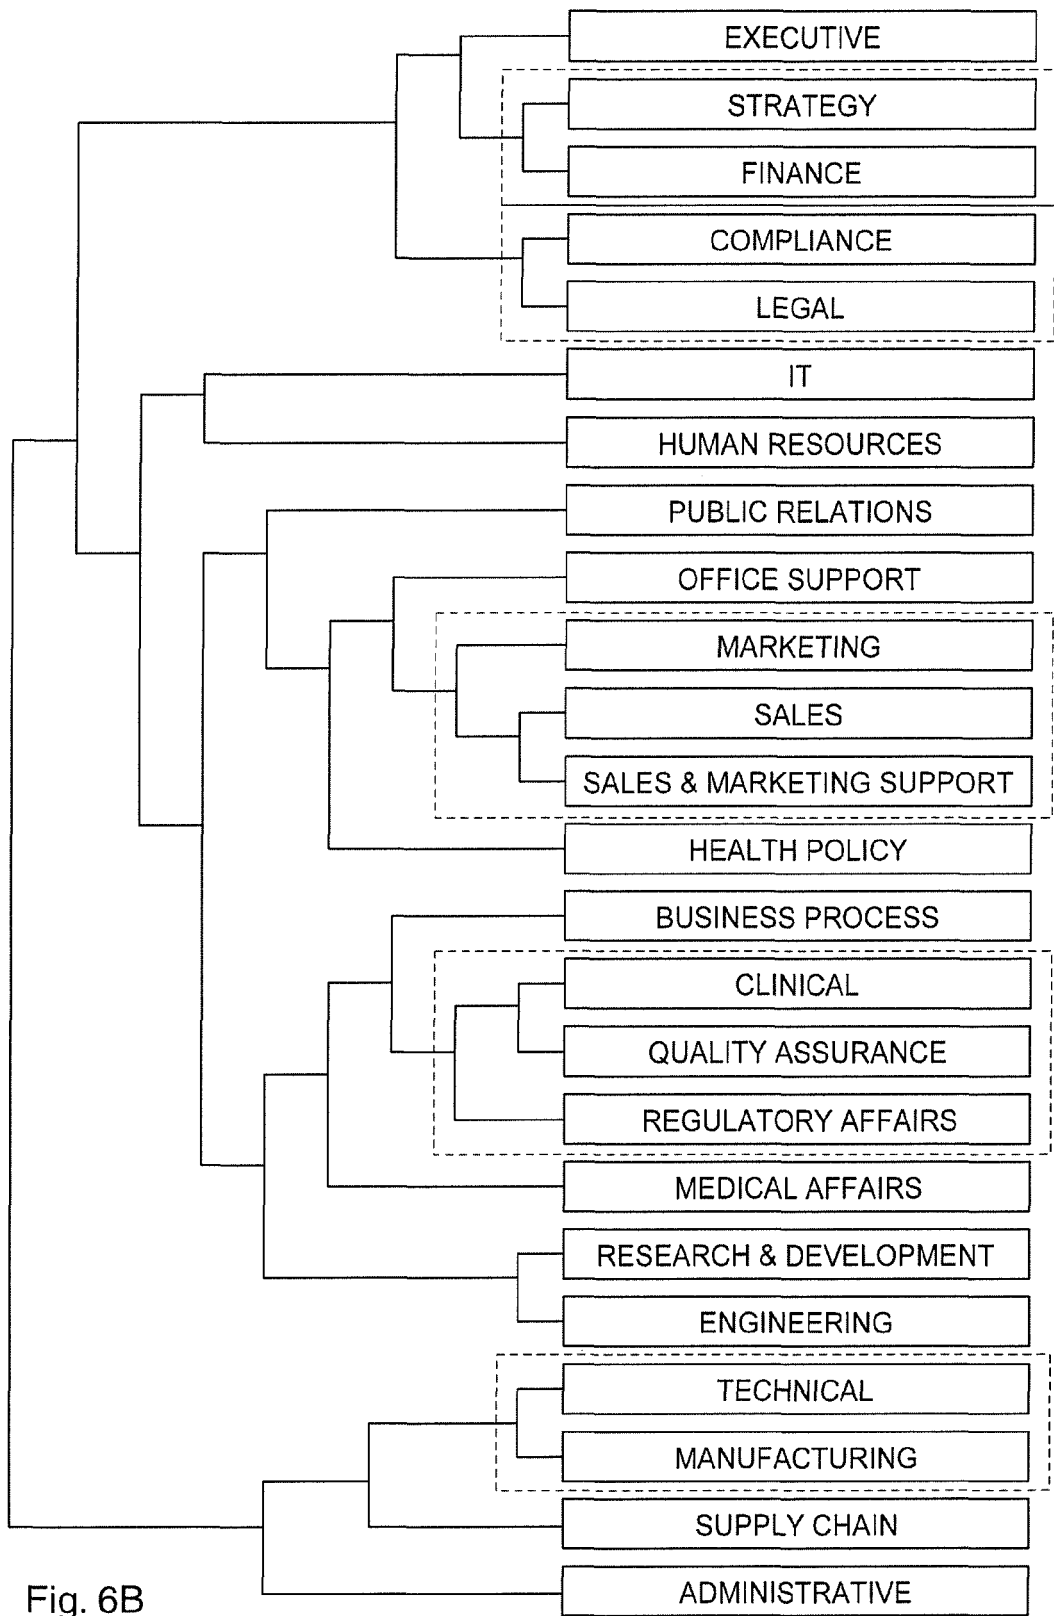 EXECUTIVE
STRATEGY
FINANCE
COMPLIANCE
LEGAL
IT
HUMAN RESOURCES
PUBLIC RELATIONS
OFFICE SUPPORT
MARKETING
SALES
SALES & MARKETING SUPPORT
HEALTH POLICY
BUSINESS PROCESS
CLINICAL
QUALITY ASSURANCE
REGULATORY AFFAIRS
MEDICAL AFFAIRS
RESEARCH & DEVELOPMENT
ENGINEERING
TECHNICAL
MANUFACTURING
SUPPLY CHAIN
ADMINISTRATIVE
Fig. 6B